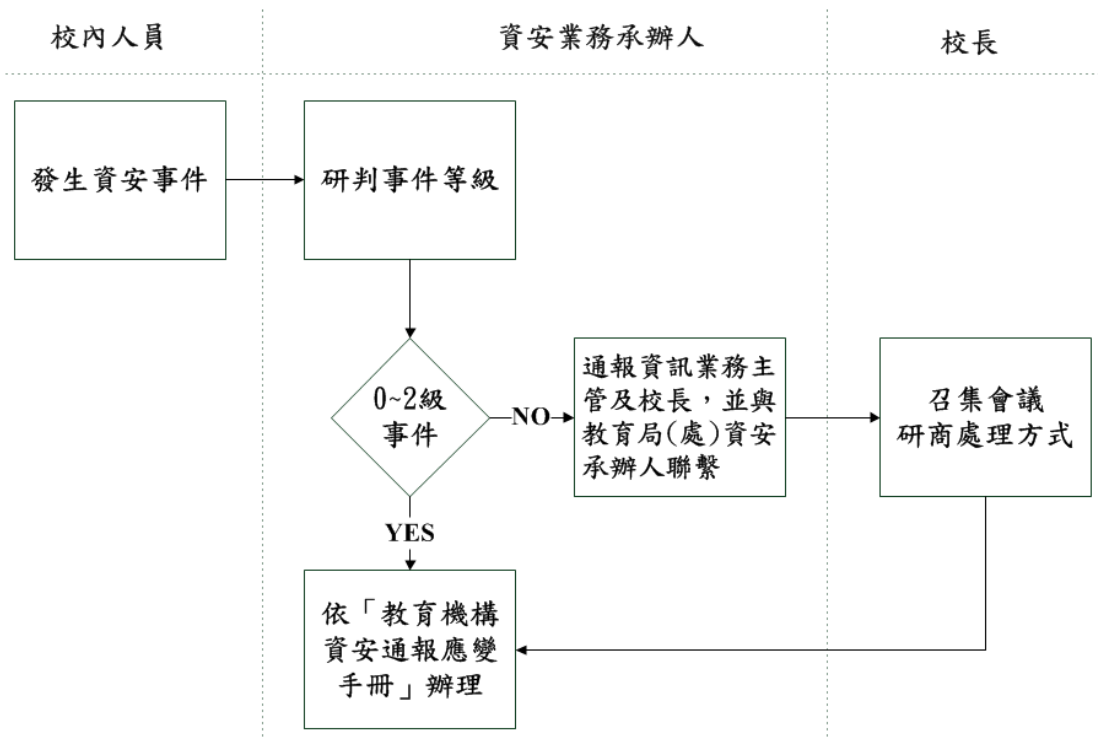 校內人員
資安業務承辦人
校長
發生資安事件
研判事件等級
0~2級
事件
NO
通報資訊業務主
管及校長，並與
教育局(處)資安
承辦人聯繫
召集會議
研商處理方式
YES
依「教育機構
資安通報應變
手冊」辦理